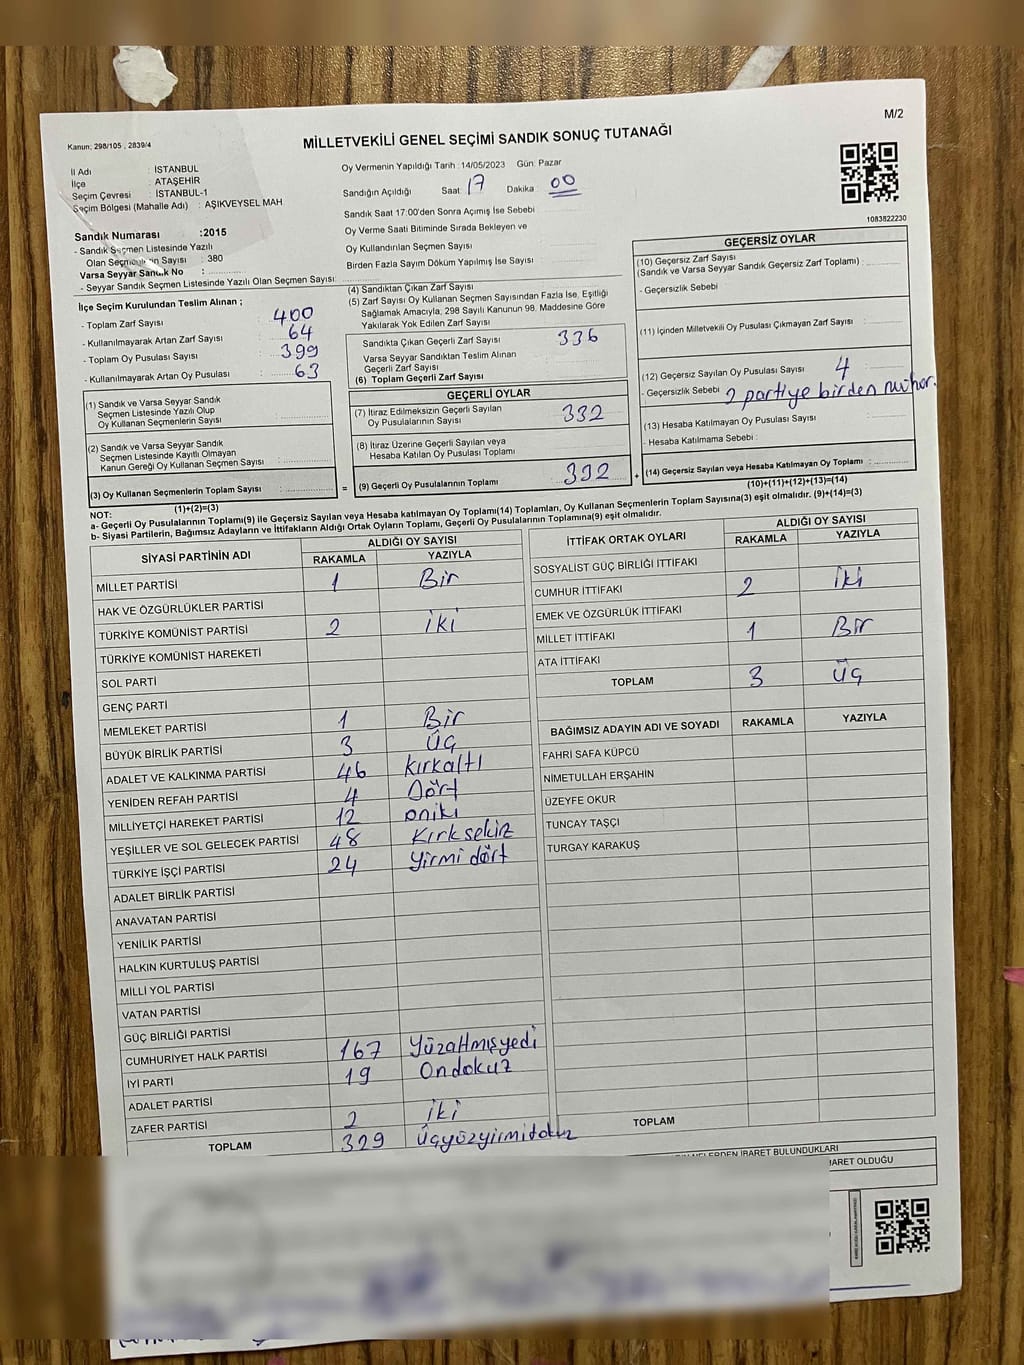 M/2
Kanun: 298/105 , 2839/4
MİLLETVEKİLİ GENEL SEÇİMİ SANDIK SONUÇ TUTANAĞI
İl Adı : İSTANBUL
İlçe : ATAŞEHİR
Seçim Çevresi : İSTANBUL-1
Seçim Bölgesi (Mahalle Adı) : AŞIKVEYSEL MAH
Sandık Numarası :2015
- Sandık Seçmen Listesinde Yazılı
Olan Seçmenlerin Sayısı : 380
Varsa Seyyar Sandık No :
- Seyyar Sandık Seçmen Listesinde Yazılı Olan Seçmen Sayısı:
Oy Vermenin Yapıldığı Tarih :14/05/2023 Gün: Pazar
Sandığın Açıldığı Saat: 17 Dakika 00
Sandık Saat 17:00'den Sonra Açımış İse Sebebi
Oy Verme Saati Bitiminde Sırada Bekleyen ve
Oy Kullandırılan Seçmen Sayısı
Birden Fazla Sayım Döküm Yapılmış İse Sayısı
1083822230
İlçe Seçim Kurulundan Teslim Alınan ;
- Toplam Zarf Sayısı : 400
- Kullanılmayarak Artan Zarf Sayısı : 64
- Toplam Oy Pusulası Sayısı : 399
- Kullanılmayarak Artan Oy Pusulası : 63
(1) Sandık ve Varsa Seyyar Sandık
Seçmen Listesinde Yazılı Olup
Oy Kullanan Seçmenlerin Sayısı :
(2) Sandık ve Varsa Seyyar Sandık
Seçmen Listesinde Kayıtlı Olmayan
Kanun Gereği Oy Kullanan Seçmen Sayısı :
(3) Oy Kullanan Seçmenlerin Toplam Sayısı :
(1)+(2)=(3)
(4) Sandıktan Çıkan Zarf Sayısı
(5) Zarf Sayısı Oy Kullanan Seçmen Sayısından Fazla İse, Eşitliği
Sağlamak Amacıyla, 298 Sayılı Kanunun 98. Maddesine Göre
Yakılarak Yok Edilen Zarf Sayısı
Sandıkta Çıkan Geçerli Zarf Sayısı 336
Varsa Seyyar Sandıktan Teslim Alınan
Geçerli Zarf Sayısı
(6) Toplam Geçerli Zarf Sayısı
GEÇERLİ OYLAR
(7) İtiraz Edilmeksizin Geçerli Sayılan
Oy Pusulalarının Sayısı 332
(8) İtiraz Üzerine Geçerli Sayılan veya
Hesaba Katılan Oy Pusulası Toplamı
= (9) Geçerli Oy Pusulalarının Toplamı 332
GEÇERSİZ OYLAR
(10) Geçersiz Zarf Sayısı
(Sandık ve Varsa Seyyar Sandık Geçersiz Zarf Toplamı) :
- Geçersizlik Sebebi
(11) İçinden Milletvekili Oy Pusulası Çıkmayan Zarf Sayısı :
(12) Geçersiz Sayılan Oy Pusulası Sayısı : 4
- Geçersizlik Sebebi 2 partiye birden mühür.
(13) Hesaba Katılmayan Oy Pusulası Sayısı :
- Hesaba Katılmama Sebebi :
+ (14) Geçersiz Sayılan veya Hesaba Katılmayan Oy Toplamı :
(10)+(11)+(12)+(13)=(14)
NOT:
a- Geçerli Oy Pusulalarının Toplamı(9) ile Geçersiz Sayılan veya Hesaba katılmayan Oy Toplamı(14) Toplamları, Oy Kullanan Seçmenlerin Toplam Sayısına(3) eşit olmalıdır. (9)+(14)=(3)
b- Siyasi Partilerin, Bağımsız Adayların ve İttifakların Aldığı Ortak Oyların Toplamı, Geçerli Oy Pusulalarının Toplamına(9) eşit olmalıdır.
SİYASİ PARTİNİN ADI ALDIĞI OY SAYISI
RAKAMLA YAZIYLA
MİLLET PARTİSİ 1 Bir
HAK VE ÖZGÜRLÜKLER PARTİSİ
TÜRKİYE KOMÜNİST PARTİSİ 2 iki
TÜRKİYE KOMÜNİST HAREKETİ
SOL PARTİ
GENÇ PARTİ
MEMLEKET PARTİSİ 1 Bir
BÜYÜK BİRLİK PARTİSİ 3 Üç
ADALET VE KALKINMA PARTİSİ 46 kırkaltı
YENİDEN REFAH PARTİSİ 4 Dört
MİLLİYETÇİ HAREKET PARTİSİ 12 oniki
YEŞİLLER VE SOL GELECEK PARTİSİ 48 Kırk sekiz
TÜRKİYE İŞÇİ PARTİSİ 24 Yirmi dört
ADALET BİRLİK PARTİSİ
ANAVATAN PARTİSİ
YENİLİK PARTİSİ
HALKIN KURTULUŞ PARTİSİ
MİLLİ YOL PARTİSİ
VATAN PARTİSİ
GÜÇ BİRLİĞİ PARTİSİ
CUMHURİYET HALK PARTİSİ 167 Yüzaltmışyedi
İYİ PARTİ 19 Ondokuz
ADALET PARTİSİ
ZAFER PARTİSİ 2 iki
TOPLAM 329 Üçyüzyirmidokuz
İTTİFAK ORTAK OYLARI ALDIĞI OY SAYISI
RAKAMLA YAZIYLA
SOSYALİST GÜÇ BİRLİĞİ İTTİFAKI
CUMHUR İTTİFAKI 2 iki
EMEK VE ÖZGÜRLÜK İTTİFAKI
MİLLET İTTİFAKI 1 Bir
ATA İTTİFAKI
TOPLAM 3 Üç
BAĞIMSIZ ADAYIN ADI VE SOYADI RAKAMLA YAZIYLA
FAHRİ SAFA KÜPCÜ
NİMETULLAH ERŞAHİN
ÜZEYFE OKUR
TUNCAY TAŞÇI
TURGAY KARAKUŞ
TOPLAM
İBARET BULUNDUKLARI
İBARET OLDUĞU